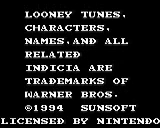 LOONEY TUNES,
CHARACTERS,
NAMES,AND ALL
RELATED
INDICIA ARE
TRADEMARKS OF
WARNER BROS.
©1994 SUNSOFT
LICENSED BY NINTENDO